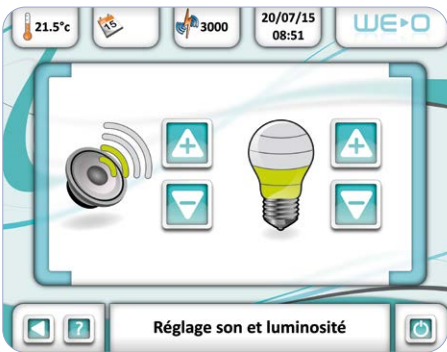 21.5°c
15
3000
20/07/15
08:51
WE▸O
+
+
?
Réglage son et luminosité